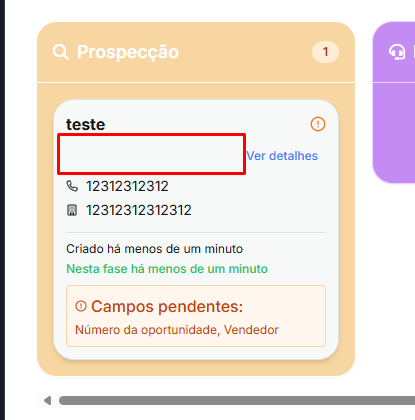 Prospecção
1
teste
Ver detalhes
12312312312
12312312312312
Criado há menos de um minuto
Nesta fase há menos de um minuto
Campos pendentes:
Número da oportunidade, Vendedor